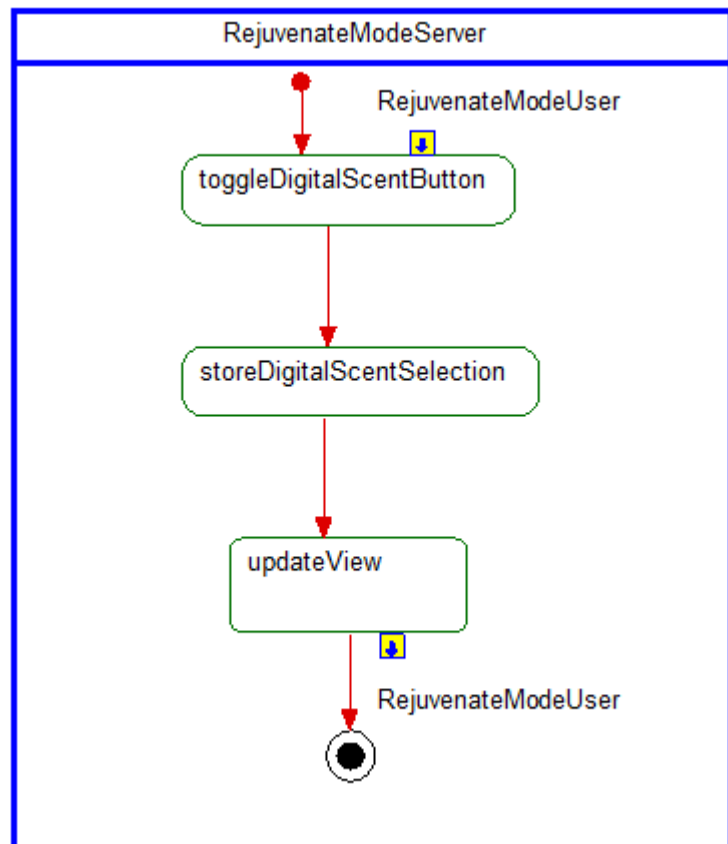 RejuvenateModeServer
RejuvenateModeUser
toggleDigitalScentButton
storeDigitalScentSelection
updateView
RejuvenateModeUser